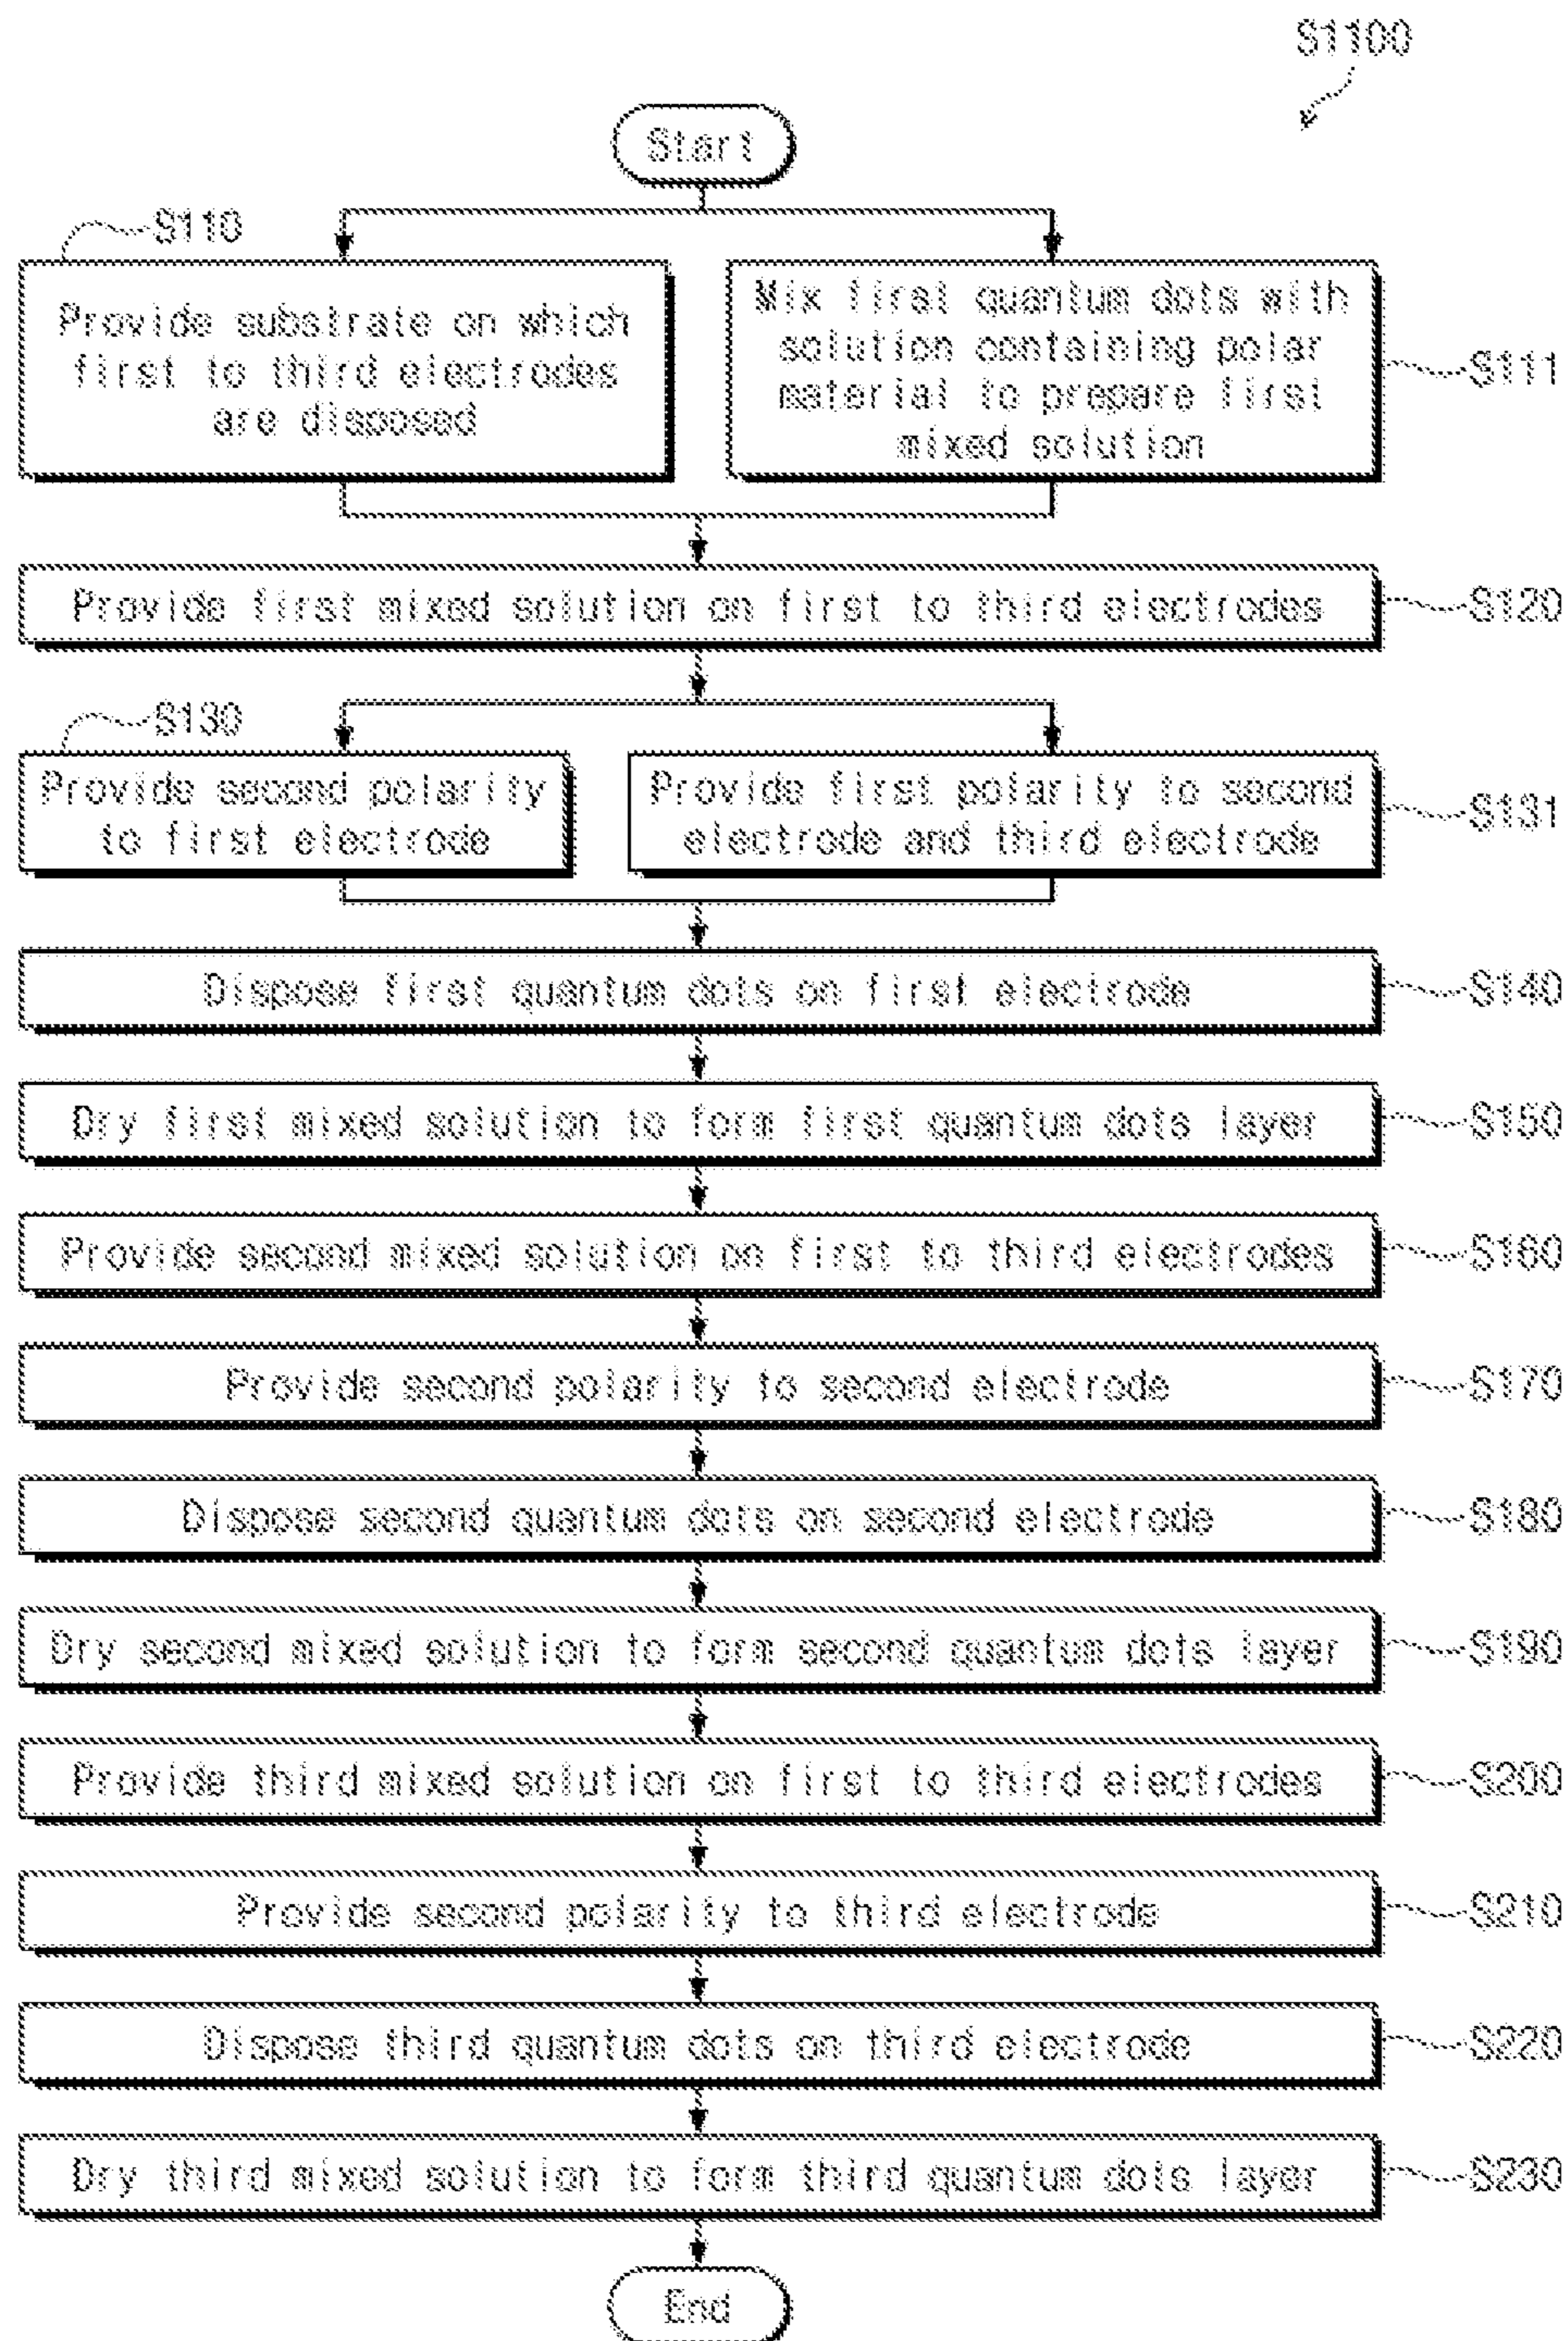 S1100
Start
S110
Provide substrate on which
first to third electrodes
are disposed
Mix first quantum dots with
solution containing polar
material to prepare first
mixed solution
S111
Provide first mixed solution on first to third electrodes
S120
S130
Provide second polarity
to first electrode
Provide first polarity to second
electrode and third electrode
S131
Dispose first quantum dots on first electrode
S140
Dry first mixed solution to form first quantum dots layer
S150
Provide second mixed solution on first to third electrodes
S160
Provide second polarity to second electrode
S170
Dispose second quantum dots on second electrode
S180
Dry second mixed solution to form second quantum dots layer
S190
Provide third mixed solution on first to third electrodes
S200
Provide second polarity to third electrode
S210
Dispose third quantum dots on third electrode
S220
Dry third mixed solution to form third quantum dots layer
S230
End